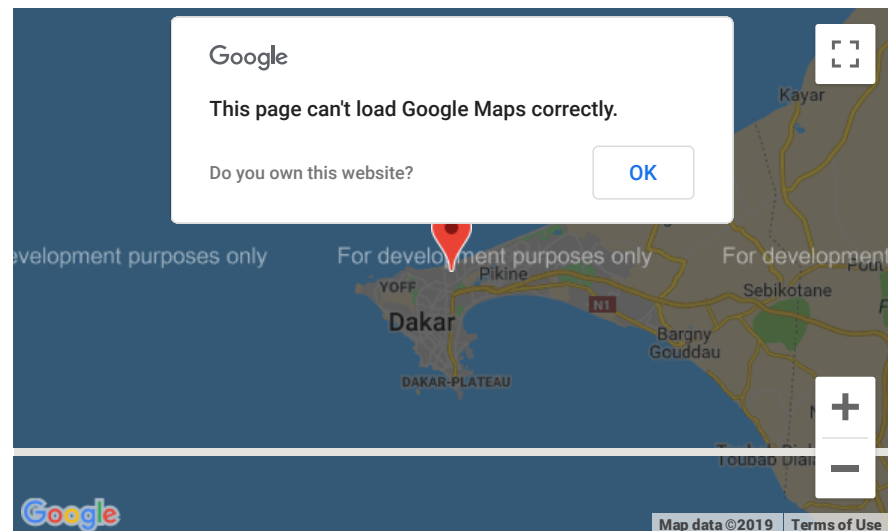 Google
This page can't load Google Maps correctly.
Do you own this website?
OK
Kayar
evelopment purposes only
For development purposes only
For development
Pikine
YOFF
Sebikotane
N1
Dakar
Bargny
Gouddau
DAKAR-PLATEAU
Toubab Dial
Google
Map data ©2019
Terms of Use